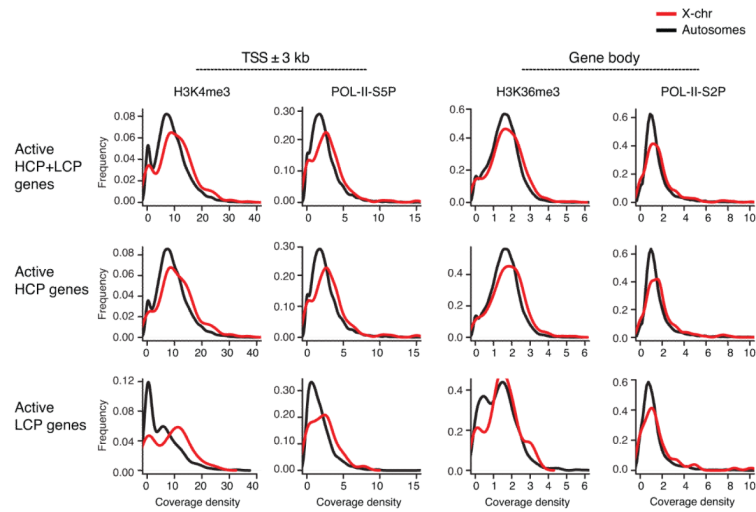 X-chr
Autosomes
TSS ± 3 kb
Gene body
H3K4me3
POL-II-S5P
H3K36me3
POL-II-S2P
Active
HCP+LCP
genes
Frequency
0.08
0.06
0.04
0.02
0.00
0 10 20 30 40
0.30
0.20
0.10
0.00
0 5 10 15
0.6
0.4
0.2
0.0
0 1 2 3 4 5 6
0.6
0.4
0.2
0.0
0 2 4 6 8 10
Active
HCP genes
Frequency
0.08
0.06
0.04
0.02
0.00
0 10 20 30 40
0.30
0.20
0.10
0.00
0 5 10 15
0.4
0.2
0.0
0 1 2 3 4 5 6
0.6
0.4
0.2
0.0
0 2 4 6 8 10
Active
LCP genes
Frequency
0.12
0.08
0.04
0.00
0 10 20 30 40
Coverage density
0.30
0.20
0.10
0.00
0 5 10 15
Coverage density
0.4
0.2
0.0
0 1 2 3 4 5 6
Coverage density
0.6
0.4
0.2
0.0
0 2 4 6 8 10
Coverage density